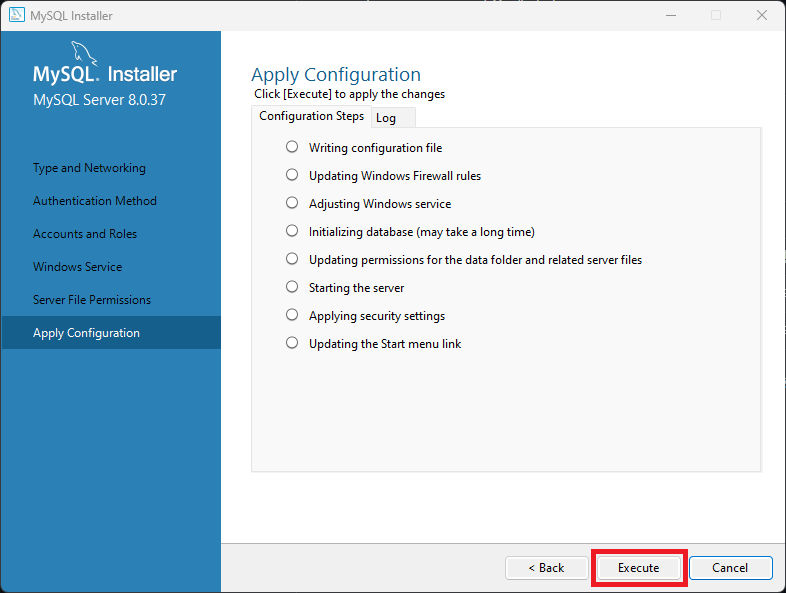 MySQL Installer
MySQL. Installer
MySQL Server 8.0.37
Type and Networking
Authentication Method
Accounts and Roles
Windows Service
Server File Permissions
Apply Configuration
Apply Configuration
Click [Execute] to apply the changes
Configuration Steps Log
Writing configuration file
Updating Windows Firewall rules
Adjusting Windows service
Initializing database (may take a long time)
Updating permissions for the data folder and related server files
Starting the server
Applying security settings
Updating the Start menu link
< Back Execute Cancel